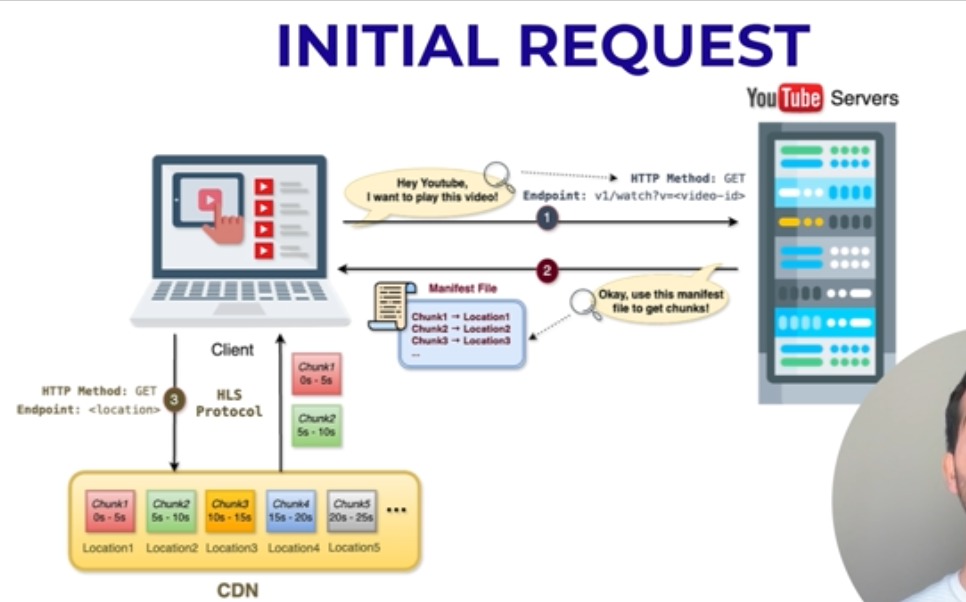 INITIAL REQUEST
YouTube Servers
Hey Youtube,
I want to play this video!
HTTP Method: GET
Endpoint: v1/watch?v=<video-id>
1
2
Manifest File
Chunk1 → Location1
Chunk2 → Location2
Chunk3 → Location3
...
Okay, use this manifest
file to get chunks!
Client
HTTP Method: GET
Endpoint: <location>
3
HLS
Protocol
Chunk1
0s - 5s
Chunk2
5s - 10s
Chunk1 Chunk2 Chunk3 Chunk4 Chunk5
0s - 5s 5s - 10s 10s - 15s 15s - 20s 20s - 25s ...
Location1 Location2 Location3 Location4 Location5
CDN